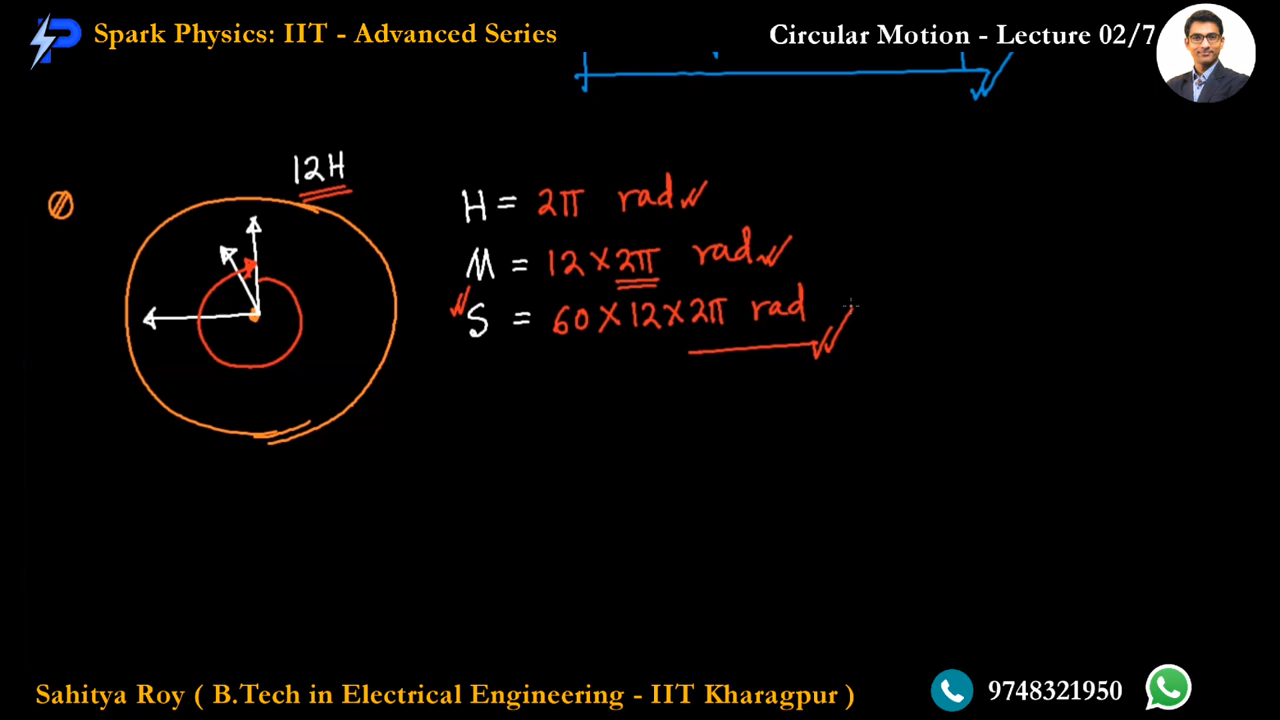 Spark Physics: IIT - Advanced Series
Circular Motion - Lecture 02/7
12H
H = 2π rad
M = 12 × 2π rad
S = 60 × 12 × 2π rad
Sahitya Roy ( B.Tech in Electrical Engineering - IIT Kharagpur )
9748321950